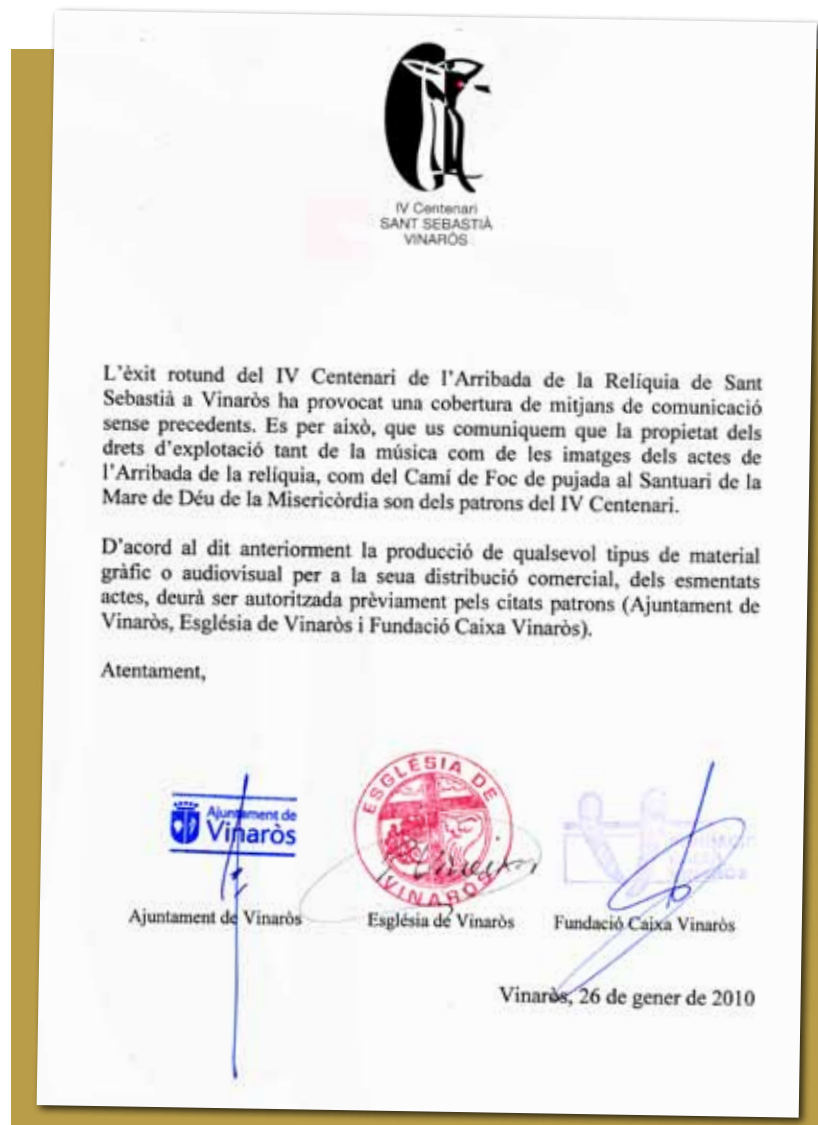 IV Centenari
SANT SEBASTIÀ
VINARÒS
L'èxit rotund del IV Centenari de l'Arribada de la Relíquia de Sant
Sebastià a Vinaròs ha provocat una cobertura de mitjans de comunicació
sense precedents. Es per això, que us comuniquem que la propietat dels
drets d'explotació tant de la música com de les imatges dels actes de
l'Arribada de la relíquia, com del Camí de Foc de pujada al Santuari de la
Mare de Déu de la Misericòrdia son dels patrons del IV Centenari.
D'acord al dit anteriorment la producció de qualsevol tipus de material
gràfic o audiovisual per a la seua distribució comercial, dels esmentats
actes, deurà ser autoritzada prèviament pels citats patrons (Ajuntament de
Vinaròs, Església de Vinaròs i Fundació Caixa Vinaròs).
Atentament,
Ajuntament de
Vinaròs
ESGLÉSIA DE
VINARÒS
Ajuntament de Vinaròs
Església de Vinaròs
Fundació Caixa Vinaròs
Vinaròs, 26 de gener de 2010